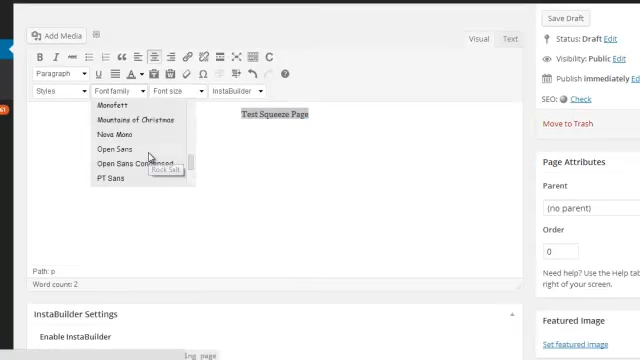 Add Media
Visual
Text
Paragraph
Styles
Font family
Font size
InstaBuilder
Monofett
Mountains of Christmas
Nova Mono
Open Sans
Open Sans Condensed
PT Sans
Rock Salt
Test Squeeze Page
Path: p
Word count: 2
InstaBuilder Settings
Enable InstaBuilder
ing page
Save Draft
Status: Draft Edit
Visibility: Public Edit
Publish immediately Edit
SEO: Check
Move to Trash
Page Attributes
Parent
(no parent)
Order
0
Need help? Use the Help tab
right of your screen.
Featured Image
Set featured image